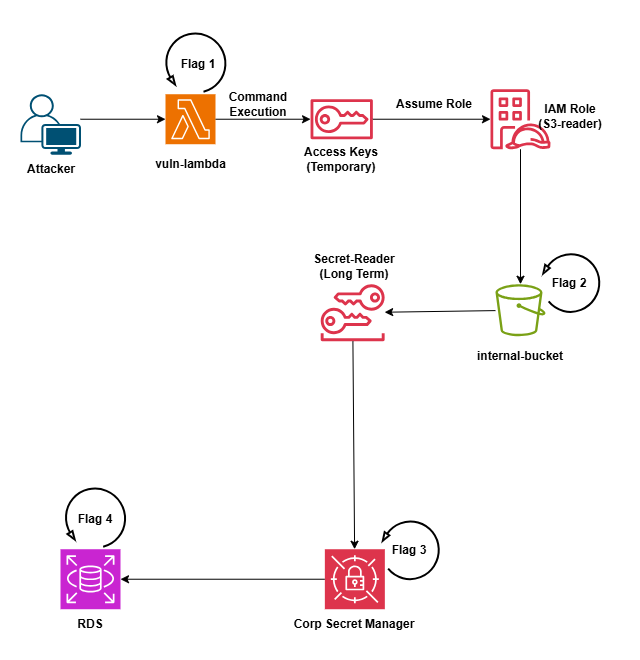 Flag 1
Command
Execution
Assume Role
IAM Role
(S3-reader)
Attacker
vuln-lambda
Access Keys
(Temporary)
Secret-Reader
(Long Term)
Flag 2
internal-bucket
Flag 4
Flag 3
RDS
Corp Secret Manager